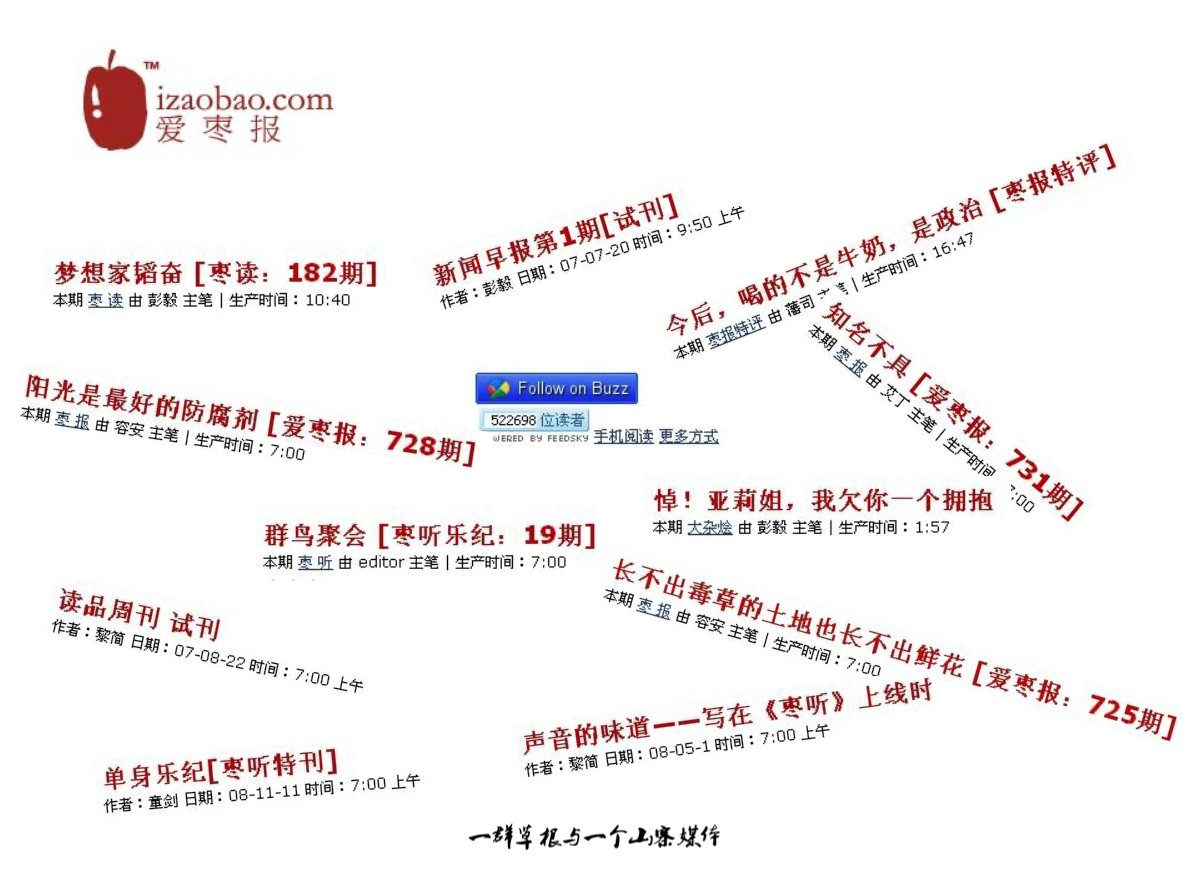 TM
izaobao.com
爱枣报
新闻早报第1期[试刊]
作者：彭毅 日期：07-07-20 时间：9:50 上午
今后，喝的不是牛奶，是政治 [枣报特评]
本期 枣报特评 由 藩司 主笔 | 生产时间：16:47
梦想家韬奋 [枣读：182期]
本期 枣读 由 彭毅 主笔 | 生产时间：10:40
知名不具 [爱枣报：731期]
本期 枣报 由 艾丁 主笔 | 生产时间：7:00
阳光是最好的防腐剂 [爱枣报：728期]
本期 枣报 由 容安 主笔 | 生产时间：7:00
Follow on Buzz
522698 位读者
WERED BY FEEDSKY
手机阅读 更多方式
悼！亚莉姐，我欠你一个拥抱
本期 大杂烩 由 彭毅 主笔 | 生产时间：1:57
群鸟聚会 [枣听乐纪：19期]
本期 枣听 由 editor 主笔 | 生产时间：7:00
长不出毒草的土地也长不出鲜花 [爱枣报：725期]
本期 枣报 由 容安 主笔 | 生产时间：7:00
读品周刊 试刊
作者：黎简 日期：07-08-22 时间：7:00 上午
声音的味道——写在《枣听》上线时
作者：黎简 日期：08-05-1 时间：7:00 上午
单身乐纪[枣听特刊]
作者：童剑 日期：08-11-11 时间：7:00 上午
一群草根与一个山寨媒体